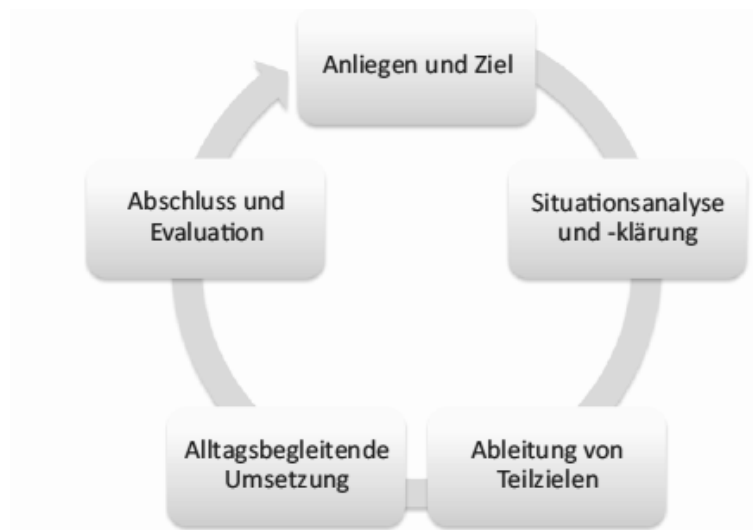 Anliegen und Ziel
Situationsanalyse
und -klärung
Ableitung von
Teilzielen
Alltagsbegleitende
Umsetzung
Abschluss und
Evaluation